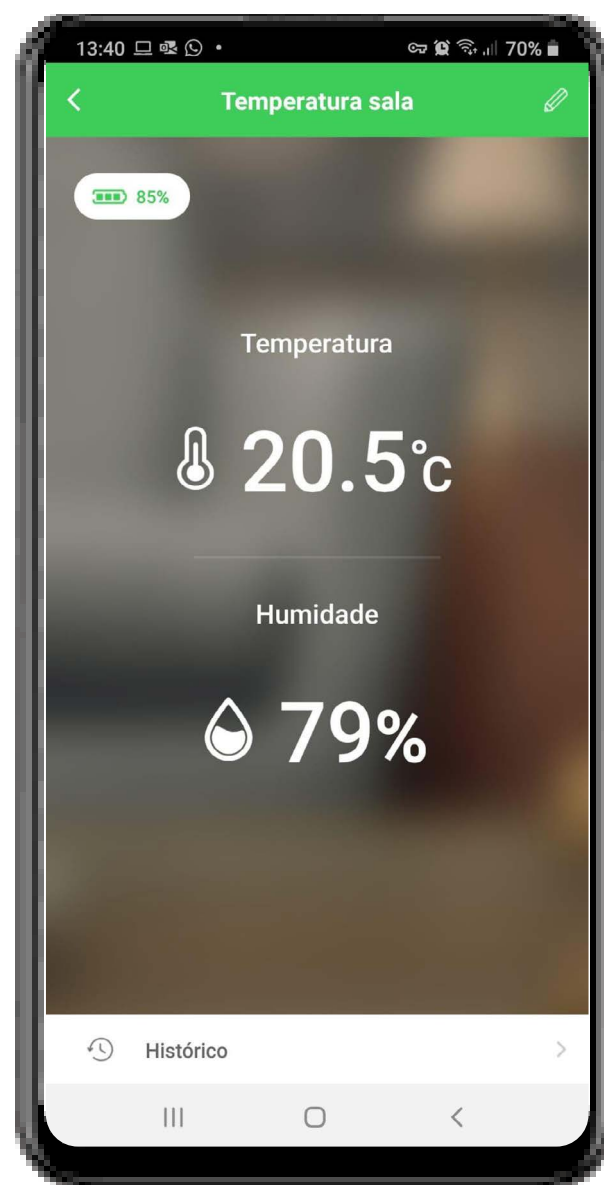 13:40 70%
Temperatura sala
85%
Temperatura
20.5°C
Humidade
79%
Histórico